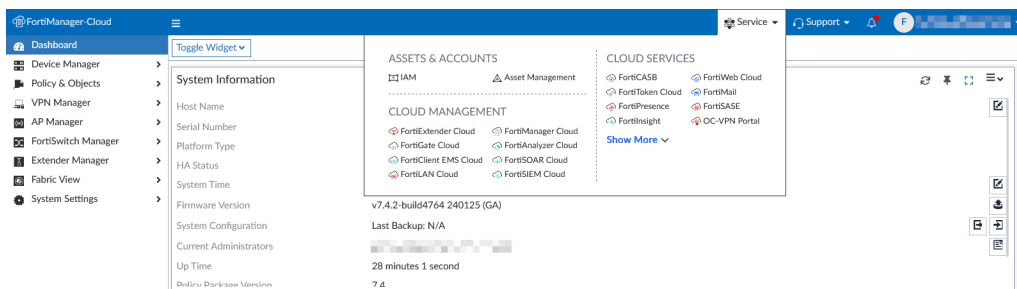 FortiManager-Cloud
Service
Support
F
Dashboard
Device Manager
Policy & Objects
VPN Manager
AP Manager
FortiSwitch Manager
Extender Manager
Fabric View
System Settings
Toggle Widget
System Information
Host Name
Serial Number
Platform Type
HA Status
System Time
Firmware Version
v7.4.2-build4764 240125 (GA)
System Configuration
Last Backup: N/A
Current Administrators
Up Time
28 minutes 1 second
Policy Package Version
7.4
ASSETS & ACCOUNTS
IAM
Asset Management
CLOUD MANAGEMENT
FortiExtender Cloud
FortiManager Cloud
FortiGate Cloud
FortiAnalyzer Cloud
FortiClient EMS Cloud
FortiSOAR Cloud
FortiLAN Cloud
FortiSIEM Cloud
CLOUD SERVICES
FortiCASB
FortiWeb Cloud
FortiToken Cloud
FortiMail
FortiPresence
FortiSASE
FortiInsight
OC-VPN Portal
Show More